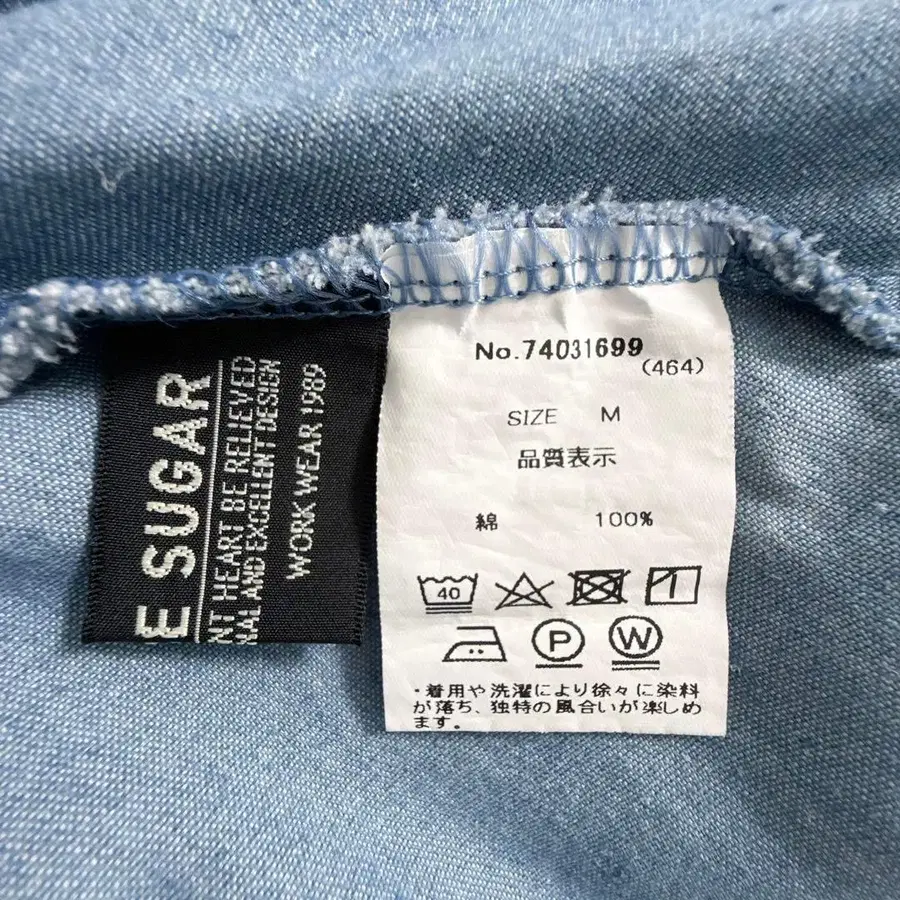 E SUGAR
NT HEART BE RELIEVED
NAL AND EXCELLENT DESIGN
WORK WEAR 1989
No.74031699
(464)
SIZE M
品質表示
綿 100%
40
P
W
・着用や洗濯により徐々に染料
が落ち、独特の風合いが楽しめ
ます。